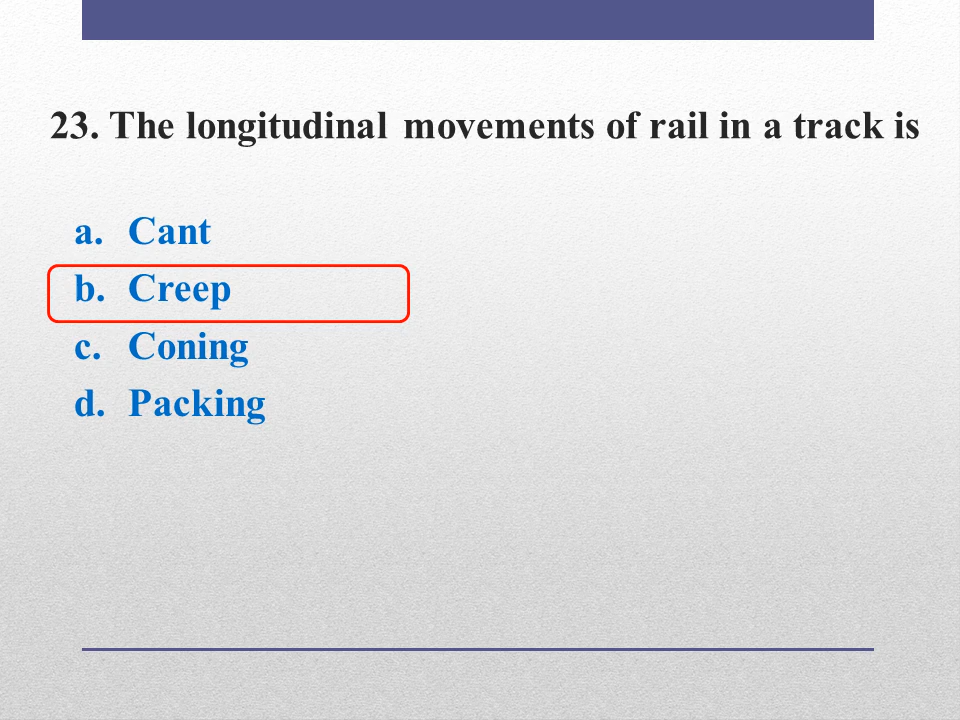 23. The longitudinal movements of rail in a track is
a. Cant
b. Creep
c. Coning
d. Packing